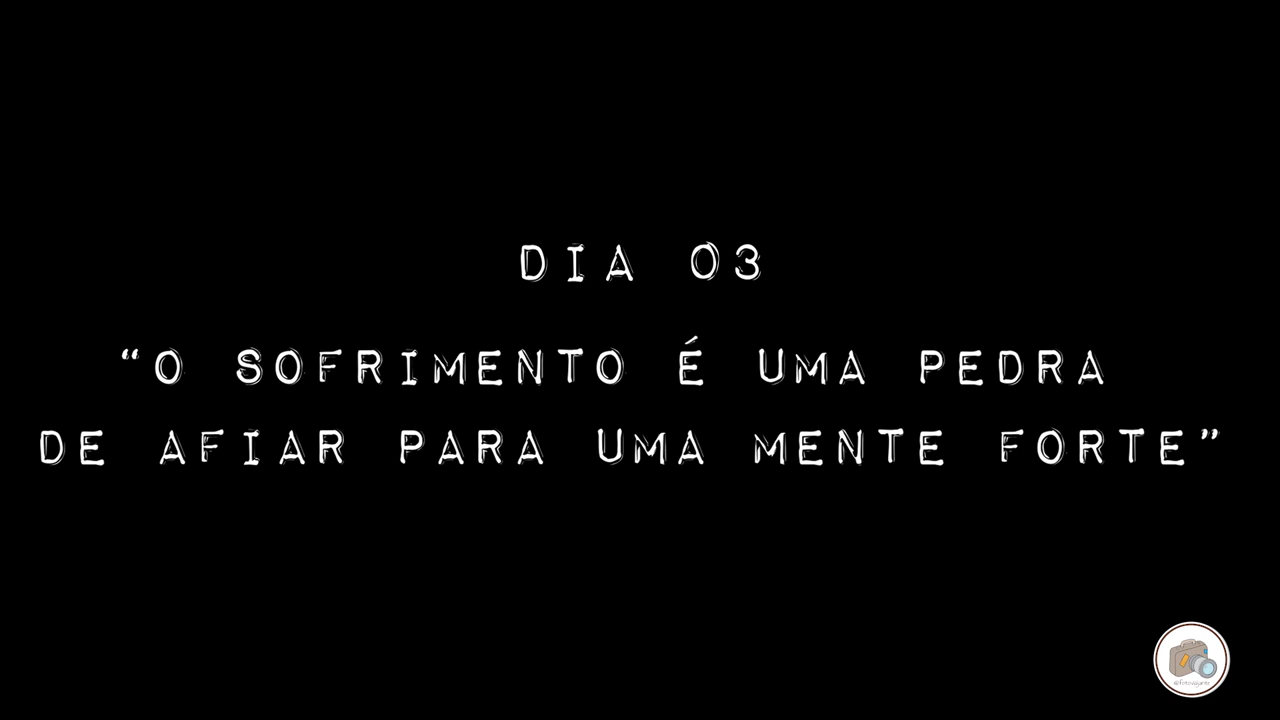 DIA 03
“O SOFRIMENTO É UMA PEDRA
DE AFIAR PARA UMA MENTE FORTE”